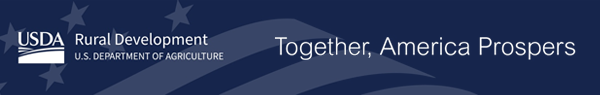 USDA
Rural Development
U.S. DEPARTMENT OF AGRICULTURE
Together, America Prospers